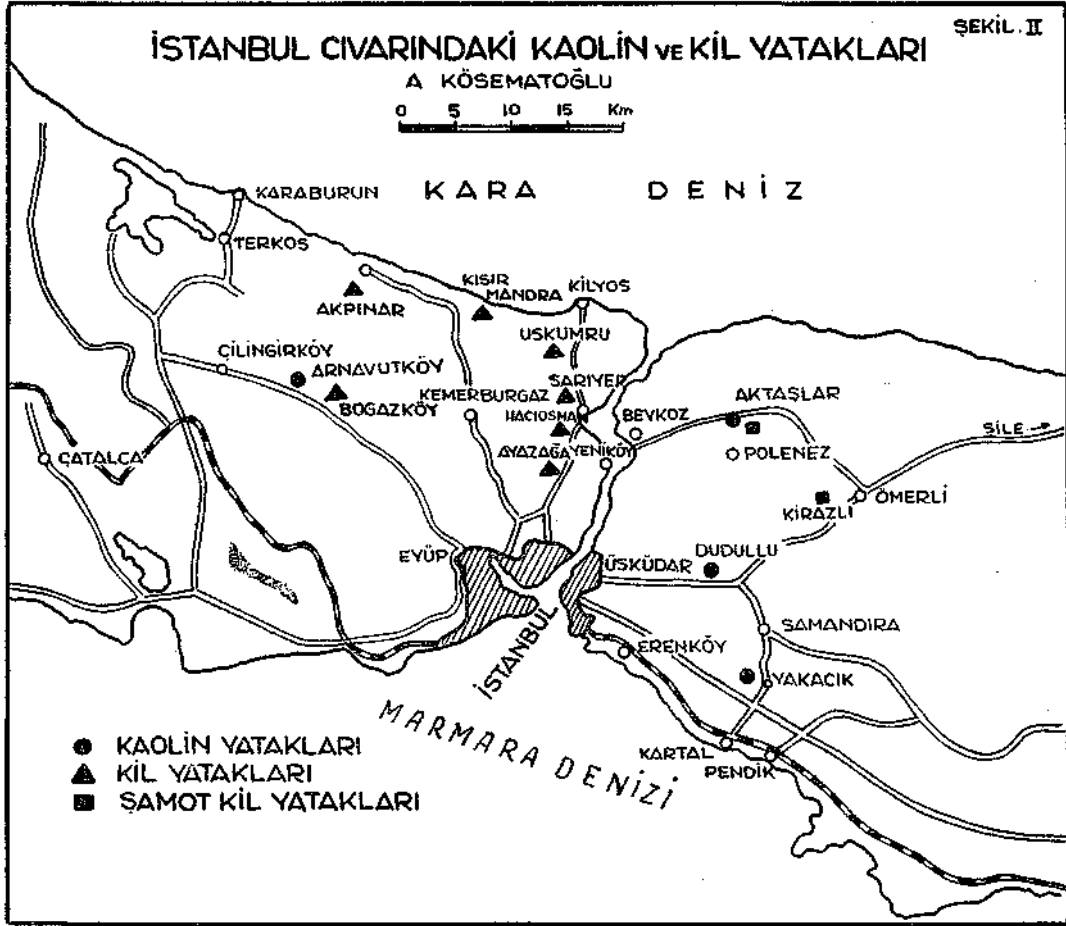 ŞEKİL. II
İSTANBUL CIVARINDAKİ KAOLİN VE KİL YATAKLARI
A KÖSEMATOĞLU
0 5 10 15 Km
KARA DENİZ
KARABURUN
TERKOS
KISIR
MANDRA
KİLYOS
AKPINAR
USKUMRU
ÇİLİNGİRKÖY
ARNAVUTKÖY
BOGAZKÖY
KEMERBURGAZ
SARIYER
HACIOSMA
BEYKOZ
AKTAŞLAR
ŞİLE
ÇATALCA
AYAZAĞA
YENİKÖY
POLENEZ
KİRAZLI
ÖMERLİ
EYÜP
ÜSKÜDAR
DUDULLU
İSTANBUL
ERENKÖY
SAMANDIRA
YAKACIK
MARMARA DENİZİ
KARTAL
PENDİK
KAOLİN YATAKLARI
KİL YATAKLARI
ŞAMOT KİL YATAKLARI